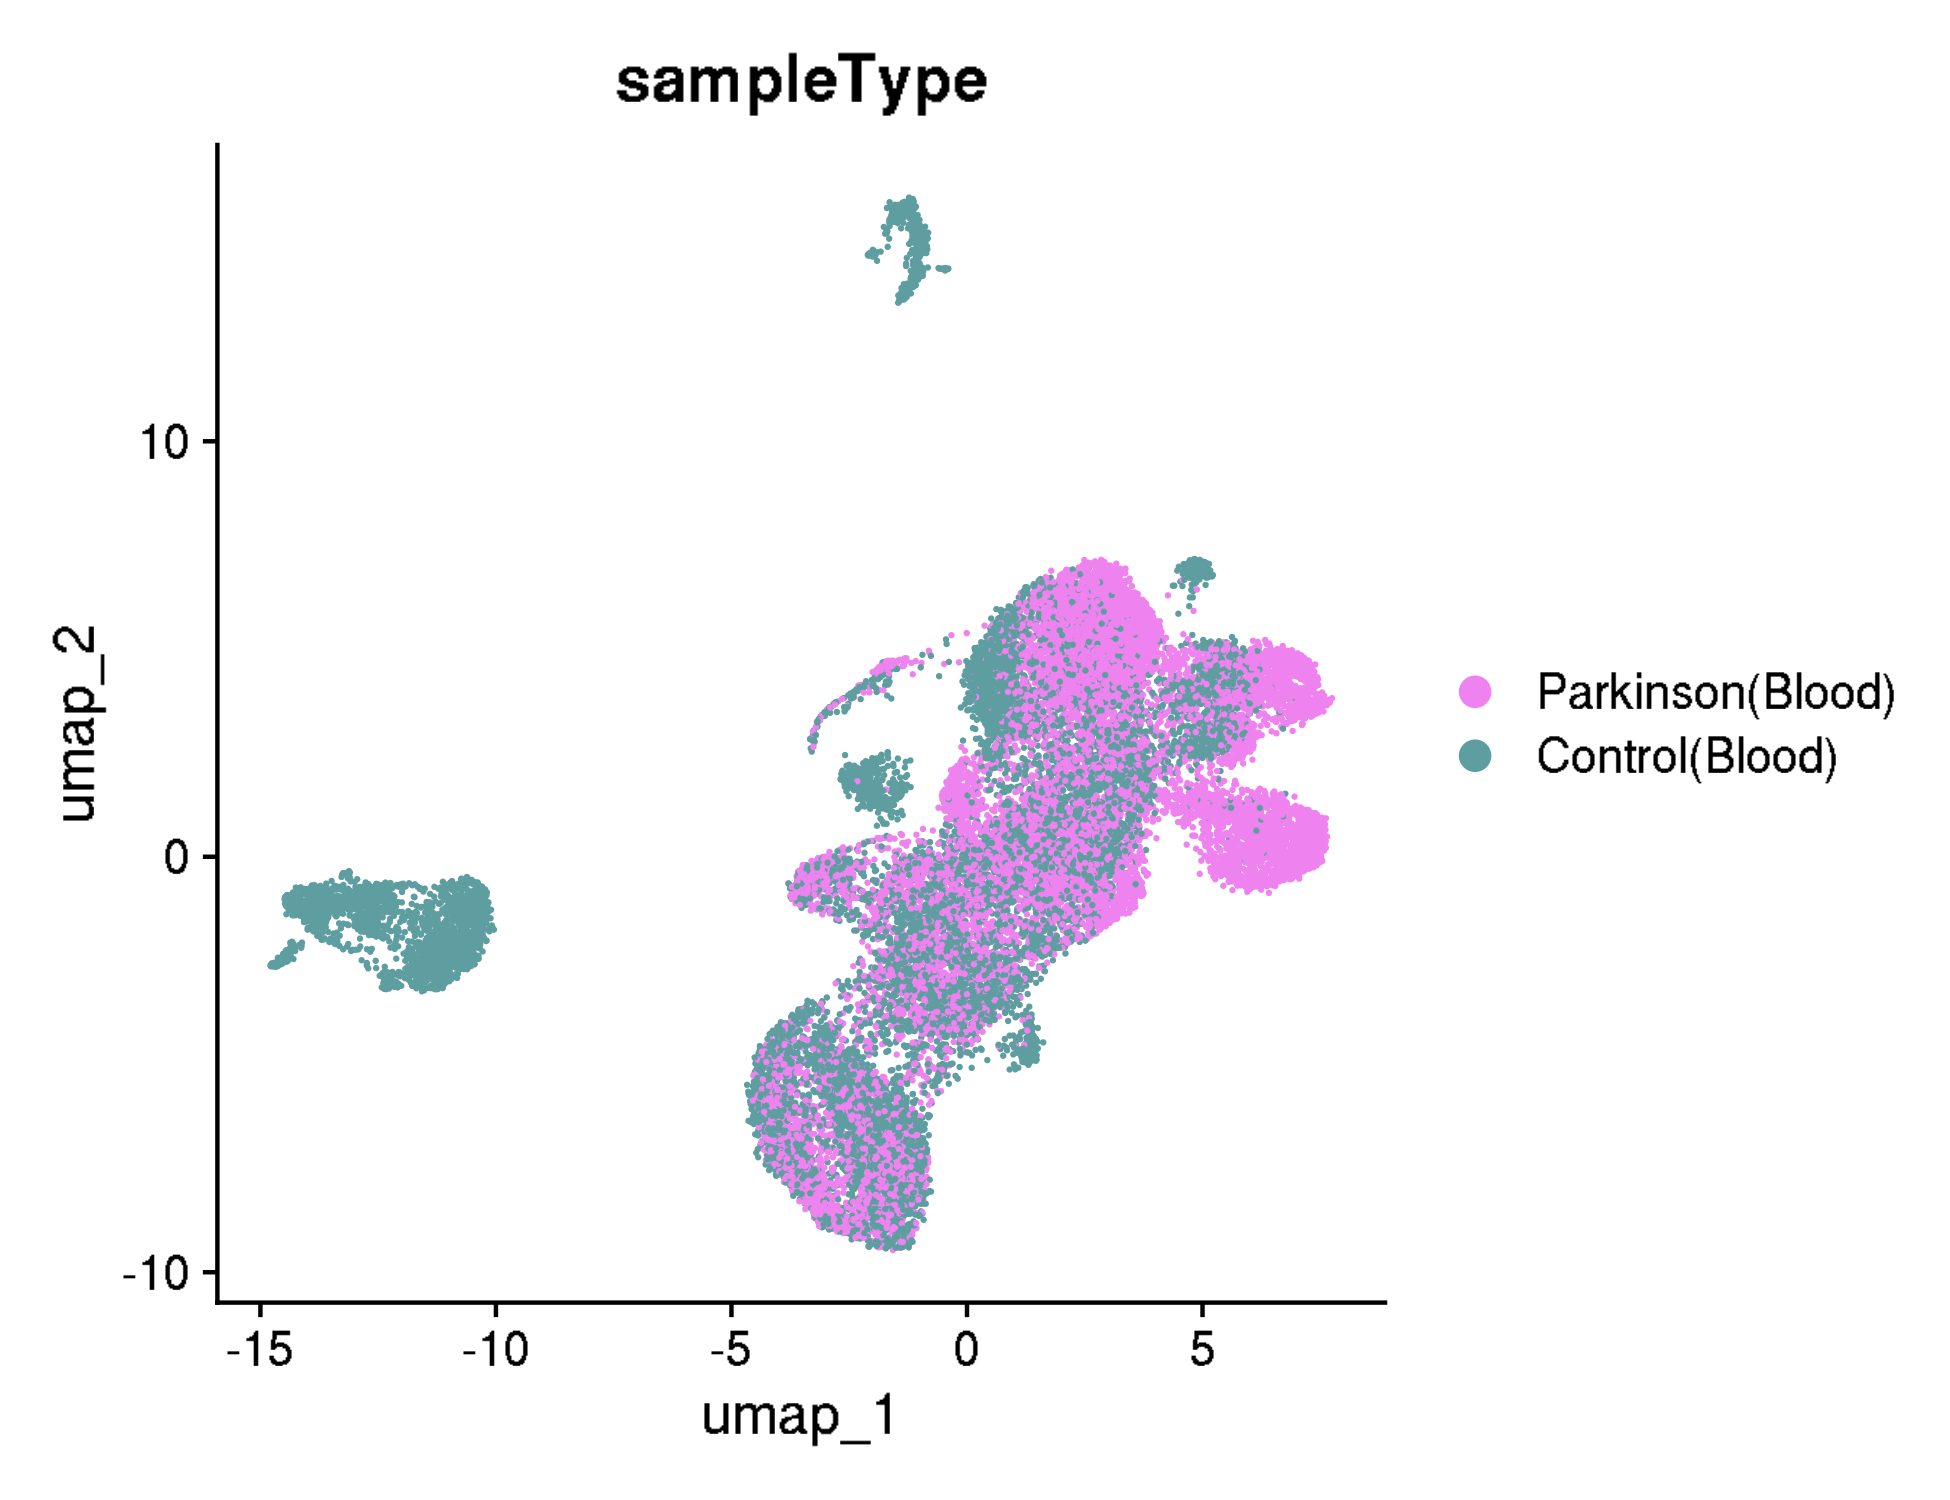 sampleType
10
0
-10
-15 -10 -5 0 5
umap_1
umap_2
Parkinson(Blood)
Control(Blood)